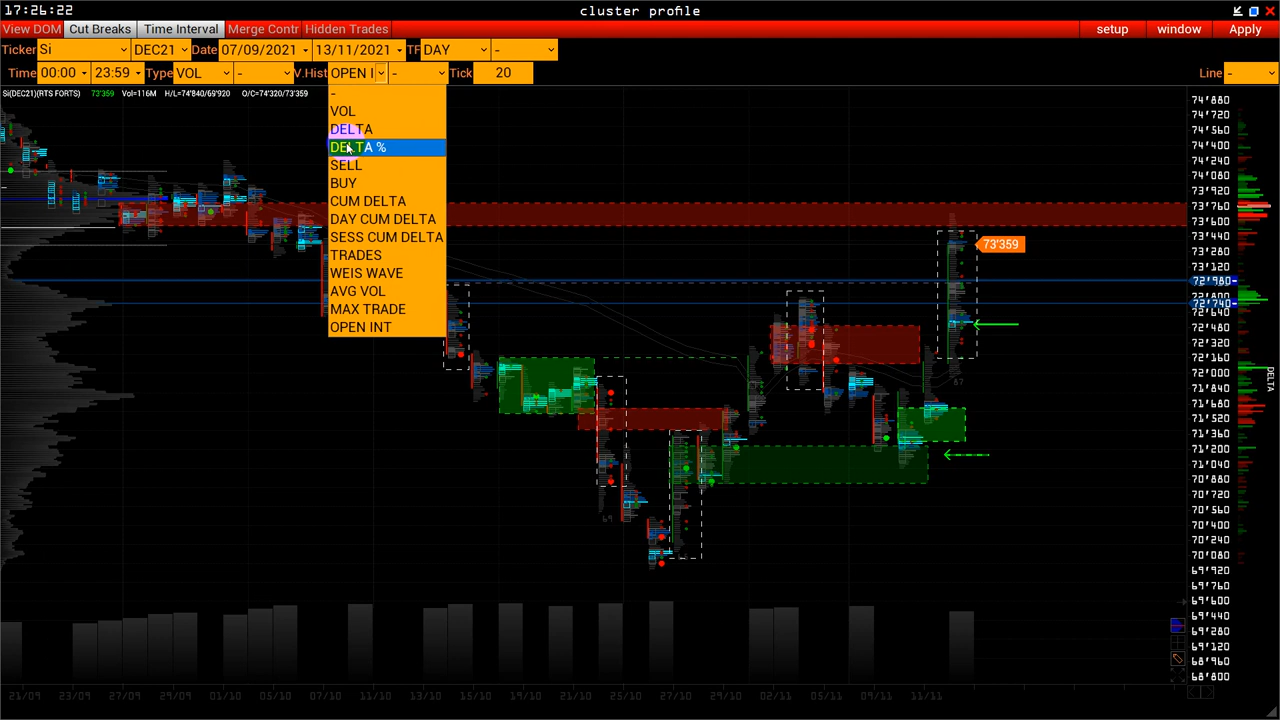 17:26:22
cluster profile
View DOM Cut Breaks Time Interval Merge Contr Hidden Trades setup window Apply
Ticker Si DEC21 Date 07/09/2021 13/11/2021 TF DAY -
Time 00:00 23:59 Type VOL - V.Hist OPEN I - Tick 20 Line -
Si(DEC21)(RTS FORTS) 73'359 Vol=116M H/L=74'840/69'920 O/C=74'320/73'359
-
VOL
DELTA
DELTA %
SELL
BUY
CUM DELTA
DAY CUM DELTA
SESS CUM DELTA
TRADES
WEIS WAVE
AVG VOL
MAX TRADE
OPEN INT
73'359
74'880
74'720
74'560
74'400
74'240
74'080
73'920
73'760
73'600
73'440
73'280
73'120
72'980
72'800
72'740
72'640
72'480
72'320
72'160
72'000
71'840
71'680
71'520
71'360
71'200
71'040
70'880
70'720
70'560
70'400
70'240
70'080
69'920
69'760
69'600
69'440
69'280
69'120
68'960
68'800
DELTA
67
69
21/09 23/09 27/09 29/09 01/10 05/10 07/10 11/10 13/10 15/10 19/10 21/10 25/10 27/10 29/10 02/11 05/11 09/11 11/11